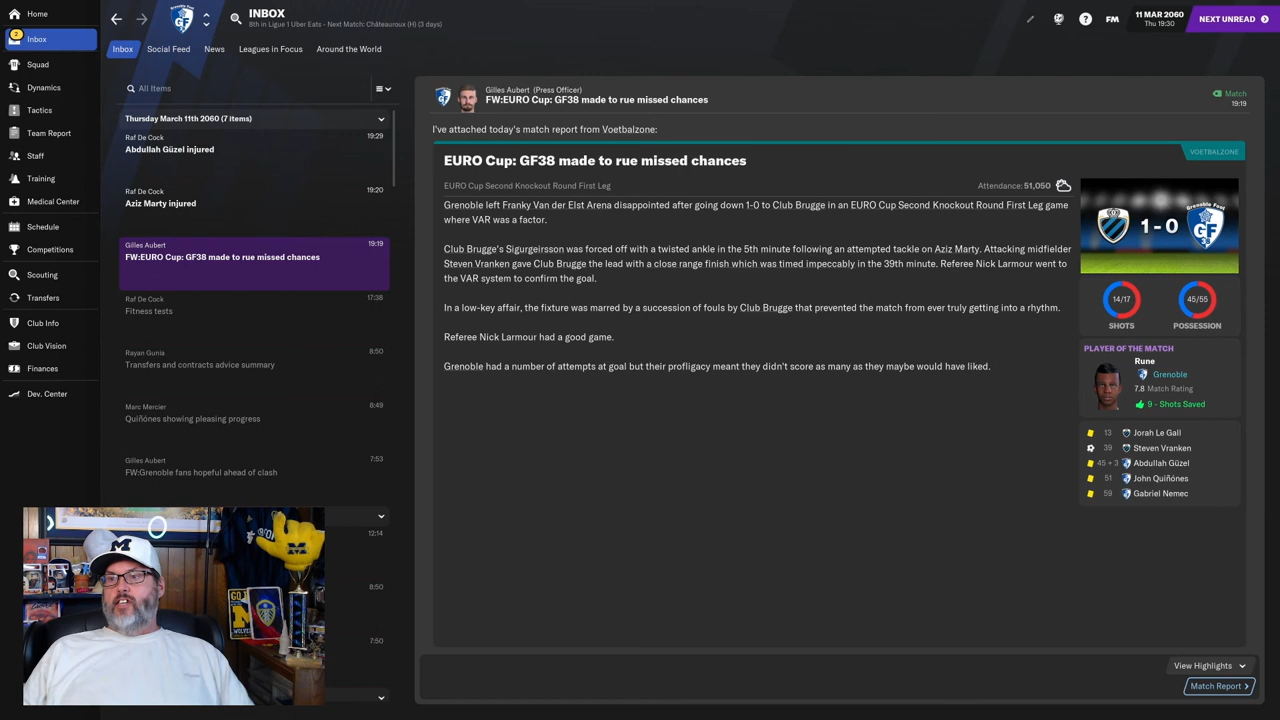 Home
2
Inbox
Squad
Dynamics
Tactics
Team Report
Staff
Training
Medical Center
Schedule
Competitions
Scouting
Transfers
Club Info
Club Vision
Finances
Dev. Center
INBOX
8th in Ligue 1 Uber Eats - Next Match: Châteauroux (H) (3 days)
FM
11 MAR 2060
Thu 19:30
NEXT UNREAD
Inbox
Social Feed
News
Leagues in Focus
Around the World
All Items
Thursday March 11th 2060 (7 items)
Raf De Cock
19:29
Abdullah Güzel injured
Raf De Cock
19:20
Aziz Marty injured
Gilles Aubert
19:19
FW:EURO Cup: GF38 made to rue missed chances
Raf De Cock
17:38
Fitness tests
Rayan Gunia
8:50
Transfers and contracts advice summary
Marc Mercier
8:49
Quiñónes showing pleasing progress
Gilles Aubert
7:53
FW:Grenoble fans hopeful ahead of clash
12:14
8:50
7:50
Gilles Aubert (Press Officer)
FW:EURO Cup: GF38 made to rue missed chances
Match
19:19
I've attached today's match report from Voetbalzone:
EURO Cup: GF38 made to rue missed chances
VOETBALZONE
EURO Cup Second Knockout Round First Leg
Attendance: 51,050
Grenoble left Franky Van der Elst Arena disappointed after going down 1-0 to Club Brugge in an EURO Cup Second Knockout Round First Leg game
where VAR was a factor.
Club Brugge's Sigurgeirsson was forced off with a twisted ankle in the 5th minute following an attempted tackle on Aziz Marty. Attacking midfielder
Steven Vranken gave Club Brugge the lead with a close range finish which was timed impeccably in the 39th minute. Referee Nick Larmour went to
the VAR system to confirm the goal.
In a low-key affair, the fixture was marred by a succession of fouls by Club Brugge that prevented the match from ever truly getting into a rhythm.
Referee Nick Larmour had a good game.
Grenoble had a number of attempts at goal but their profligacy meant they didn't score as many as they maybe would have liked.
1 - 0
14/17
SHOTS
45/55
POSSESSION
PLAYER OF THE MATCH
Rune
Grenoble
7.8 Match Rating
9 - Shots Saved
13 Jorah Le Gall
39 Steven Vranken
45 + 3 Abdullah Güzel
51 John Quiñónes
59 Gabriel Nemec
View Highlights
Match Report
M